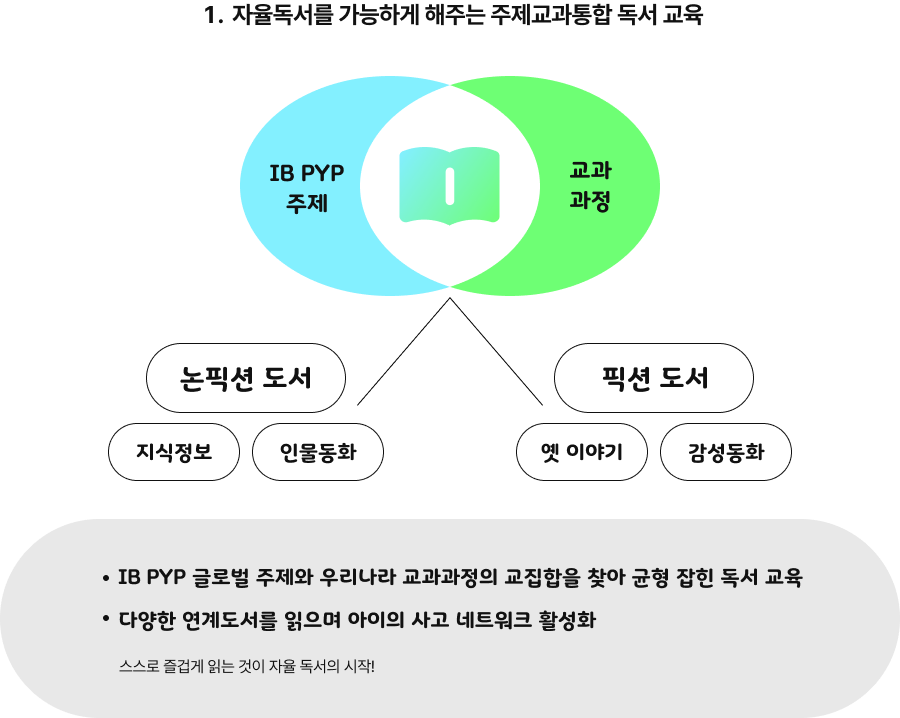 1. 자율독서를 가능하게 해주는 주제교과통합 독서 교육
IB PYP
주제
교과
과정
논픽션 도서
픽션 도서
지식정보
인물동화
옛 이야기
감성동화
• IB PYP 글로벌 주제와 우리나라 교과과정의 교집합을 찾아 균형 잡힌 독서 교육
• 다양한 연계도서를 읽으며 아이의 사고 네트워크 활성화
스스로 즐겁게 읽는 것이 자율 독서의 시작!